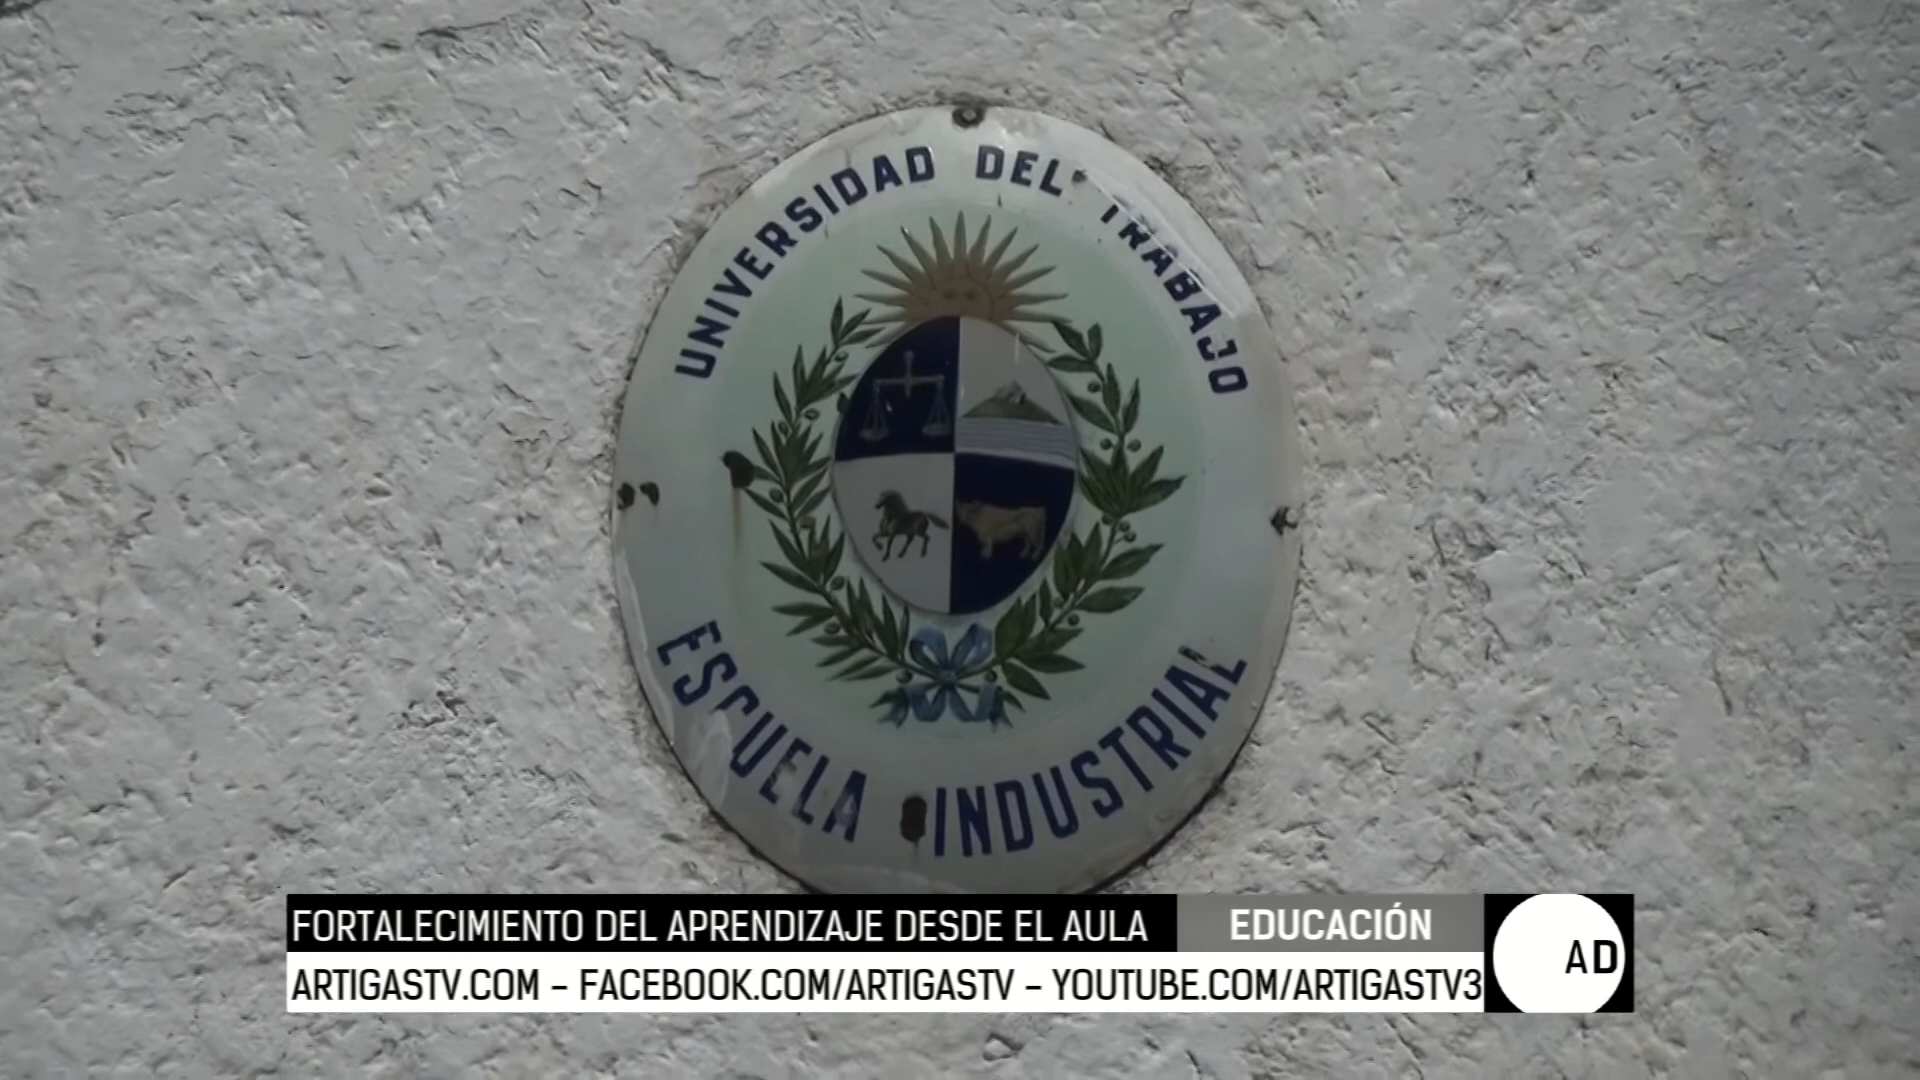 UNIVERSIDAD DEL TRABAJO
ESCUELA INDUSTRIAL
FORTALECIMIENTO DEL APRENDIZAJE DESDE EL AULA
EDUCACIÓN
ARTIGASTV.COM – FACEBOOK.COM/ARTIGASTV – YOUTUBE.COM/ARTIGASTV3
AD